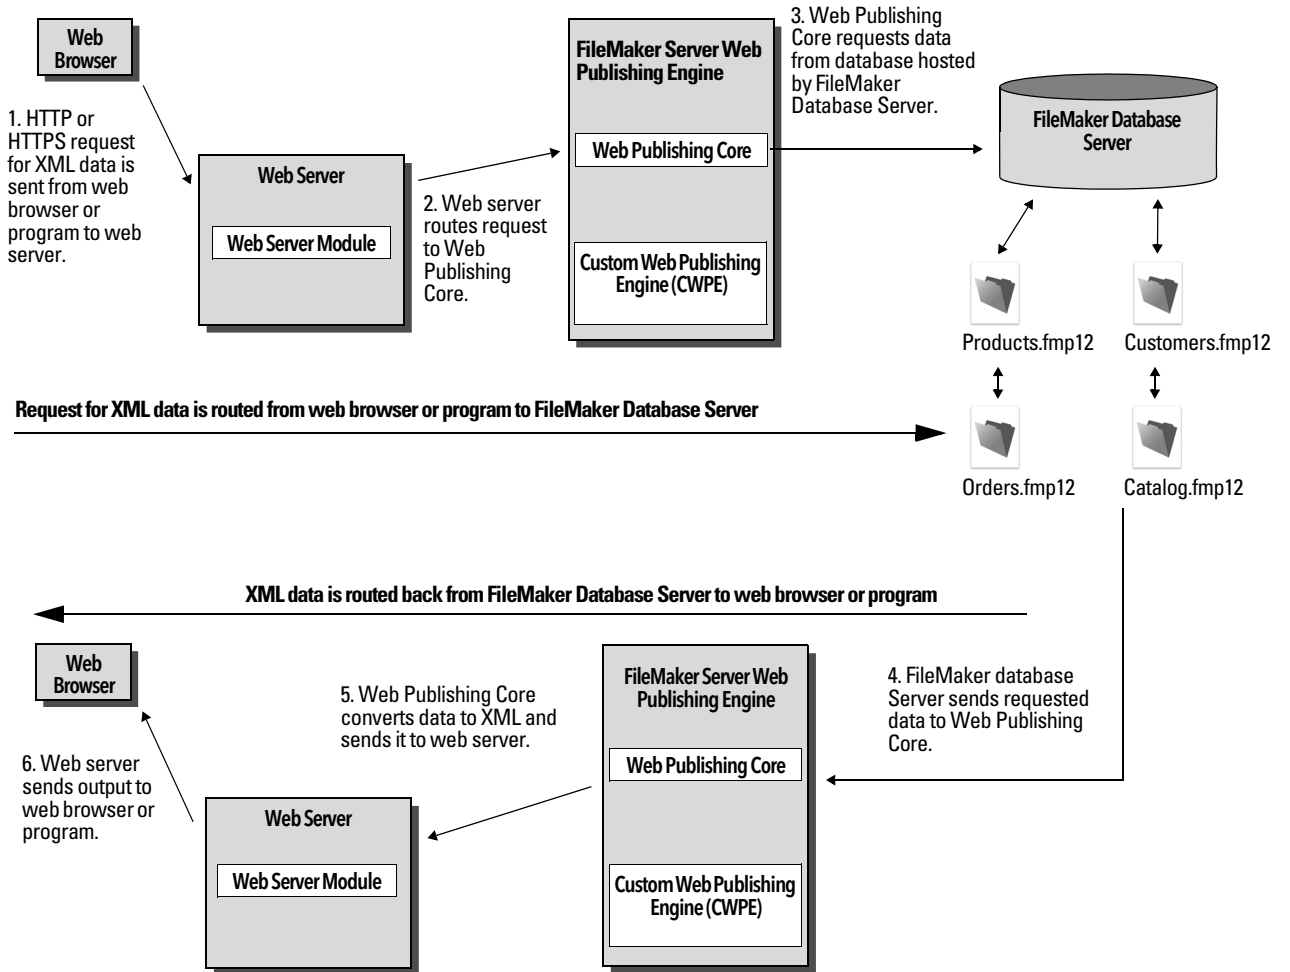 Web
Browser
1. HTTP or
HTTPS request
for XML data is
sent from web
browser or
program to web
server.
Web Server
Web Server Module
2. Web server
routes request
to Web
Publishing
Core.
FileMaker Server Web
Publishing Engine
Web Publishing Core
Custom Web Publishing
Engine (CWPE)
3. Web Publishing
Core requests data
from database hosted
by FileMaker
Database Server.
FileMaker Database
Server
Products.fmp12
Customers.fmp12
Orders.fmp12
Catalog.fmp12
Request for XML data is routed from web browser or program to FileMaker Database Server
XML data is routed back from FileMaker Database Server to web browser or program
4. FileMaker database
Server sends requested
data to Web Publishing
Core.
FileMaker Server Web
Publishing Engine
Web Publishing Core
Custom Web Publishing
Engine (CWPE)
5. Web Publishing Core
converts data to XML and
sends it to web server.
Web Server
Web Server Module
6. Web server
sends output to
web browser or
program.
Web
Browser